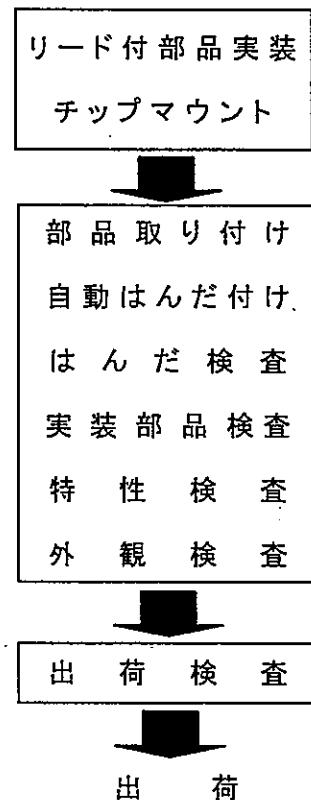 リード付部品実装
チップマウント
部品取り付け
自動はんだ付け
はんだ検査
実装部品検査
特性検査
外観検査
出荷検査
出荷